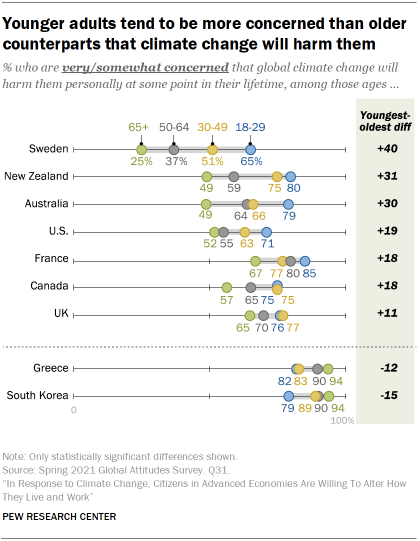 Younger adults tend to be more concerned than older
counterparts that climate change will harm them
% who are very/somewhat concerned that global climate change will
harm them personally at some point in their lifetime, among those ages ...
Youngest-
oldest diff
65+ 50-64 30-49 18-29
Sweden 25% 37% 51% 65% +40
New Zealand 49 59 75 80 +31
Australia 49 64 66 79 +30
U.S. 52 55 63 71 +19
France 67 77 80 85 +18
Canada 57 65 75 75 +18
UK 65 70 76 77 +11
Greece 82 83 90 94 -12
South Korea 79 89 90 94 -15
0 100%
Note: Only statistically significant differences shown.
Source: Spring 2021 Global Attitudes Survey. Q31.
“In Response to Climate Change, Citizens in Advanced Economies Are Willing To Alter How
They Live and Work”
PEW RESEARCH CENTER